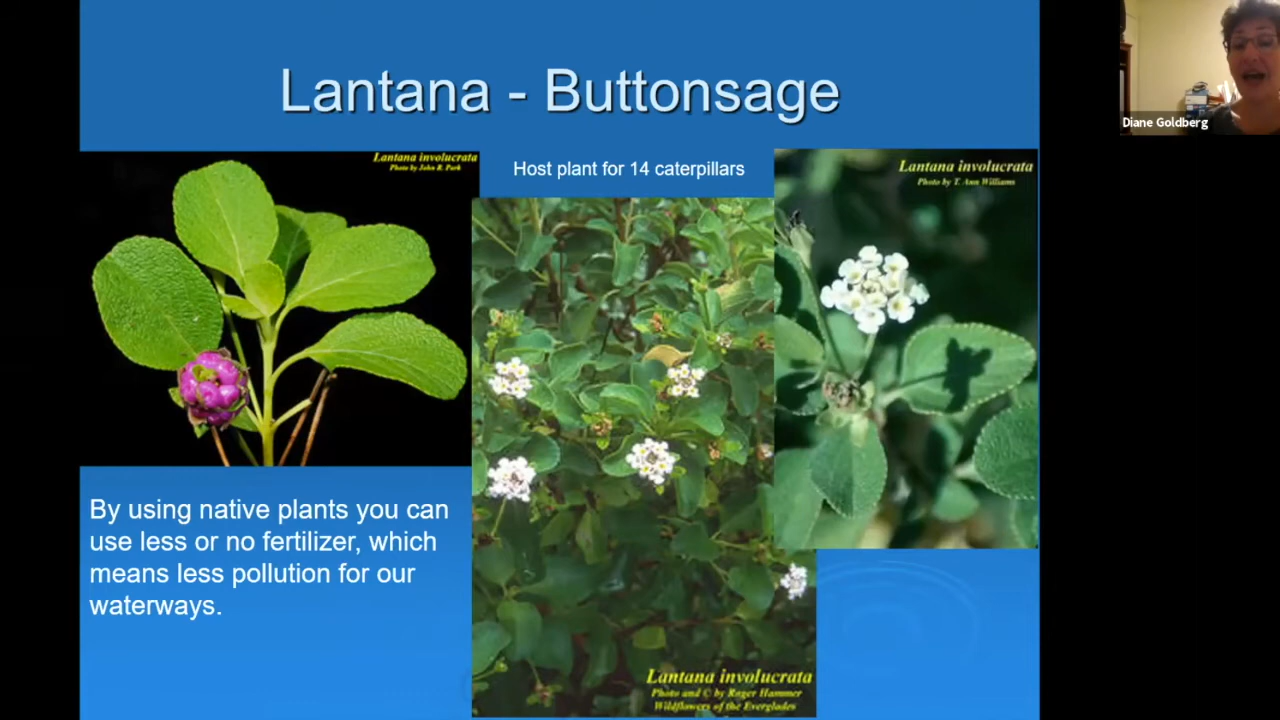 Lantana - Buttonsage
Host plant for 14 caterpillars
Lantana involucrata
Photo by John R. Park
Lantana involucrata
Photo by T. Ann Williams
By using native plants you can
use less or no fertilizer, which
means less pollution for our
waterways.
Lantana involucrata
Photo and © by Roger Hammer
Wildflowers of the Everglades
Diane Goldberg